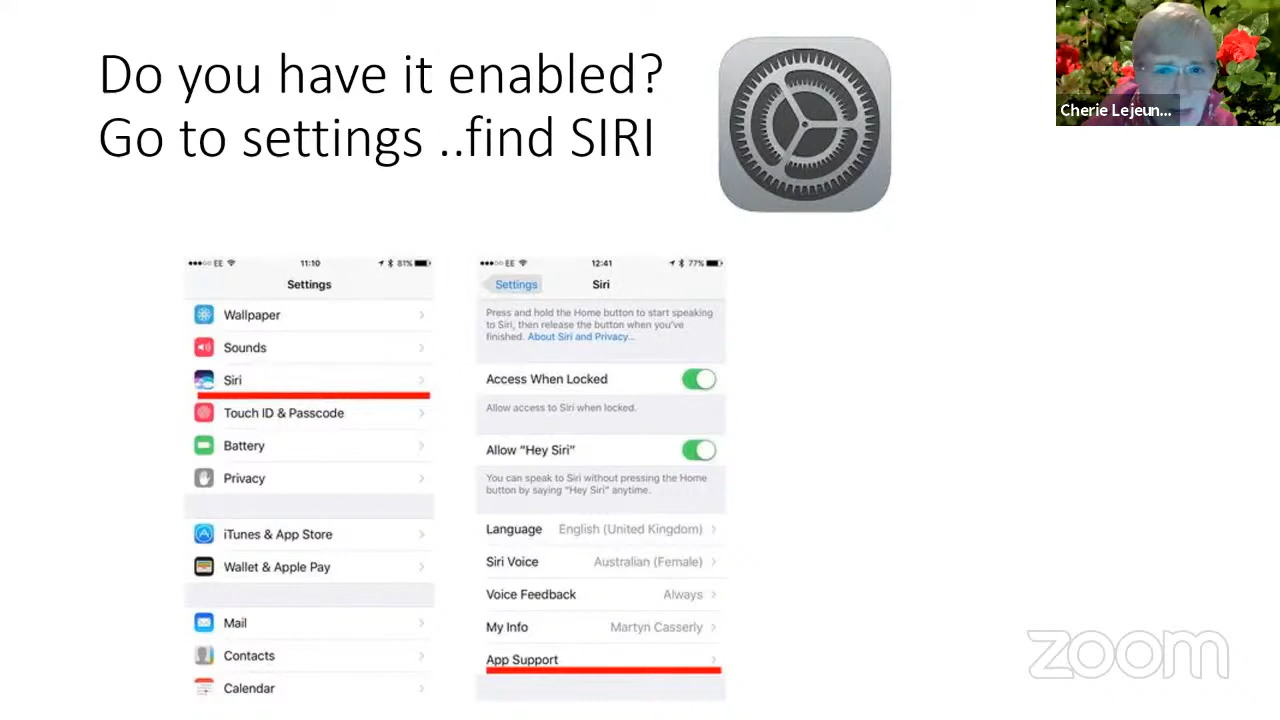 Do you have it enabled?
Go to settings ..find SIRI
Cherie Lejeun...
EE 11:10 81%
Settings
Wallpaper
Sounds
Siri
Touch ID & Passcode
Battery
Privacy
iTunes & App Store
Wallet & Apple Pay
Mail
Contacts
Calendar
EE 12:41 77%
Settings Siri
Press and hold the Home button to start speaking
to Siri, then release the button when you've
finished. About Siri and Privacy...
Access When Locked
Allow access to Siri when locked.
Allow “Hey Siri”
You can speak to Siri without pressing the Home
button by saying “Hey Siri” anytime.
Language English (United Kingdom)
Siri Voice Australian (Female)
Voice Feedback Always
My Info Martyn Casserly
App Support
zoom